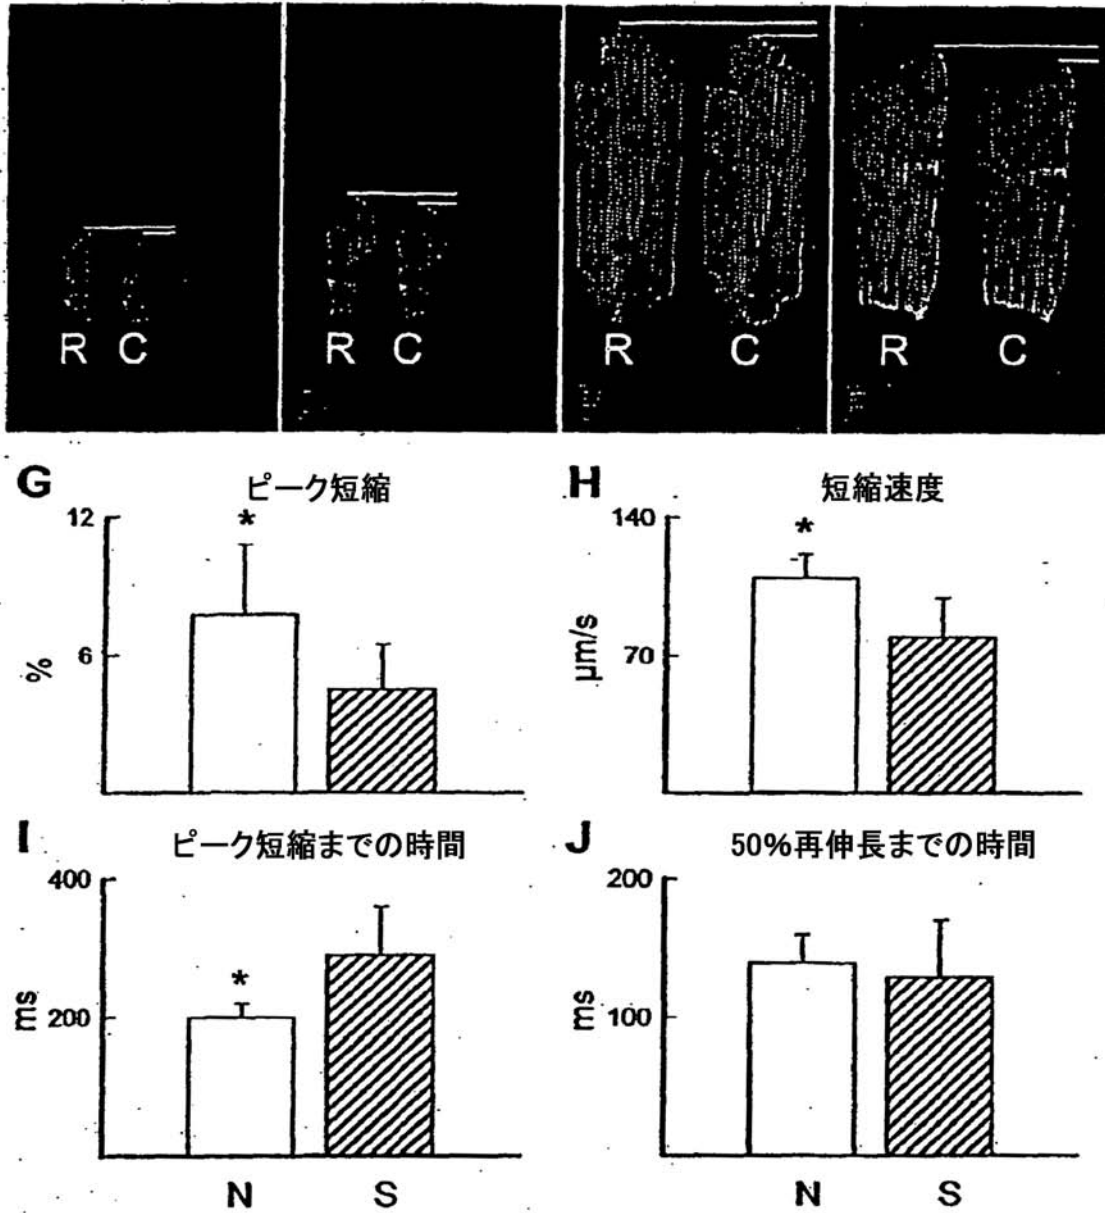 R C R C R C R C
G ピーク短縮 H 短縮速度
12 * 140 *
% 6 µm/s 70
I ピーク短縮までの時間 J 50%再伸長までの時間
400 200
ms 200 * ms 100
N S N S